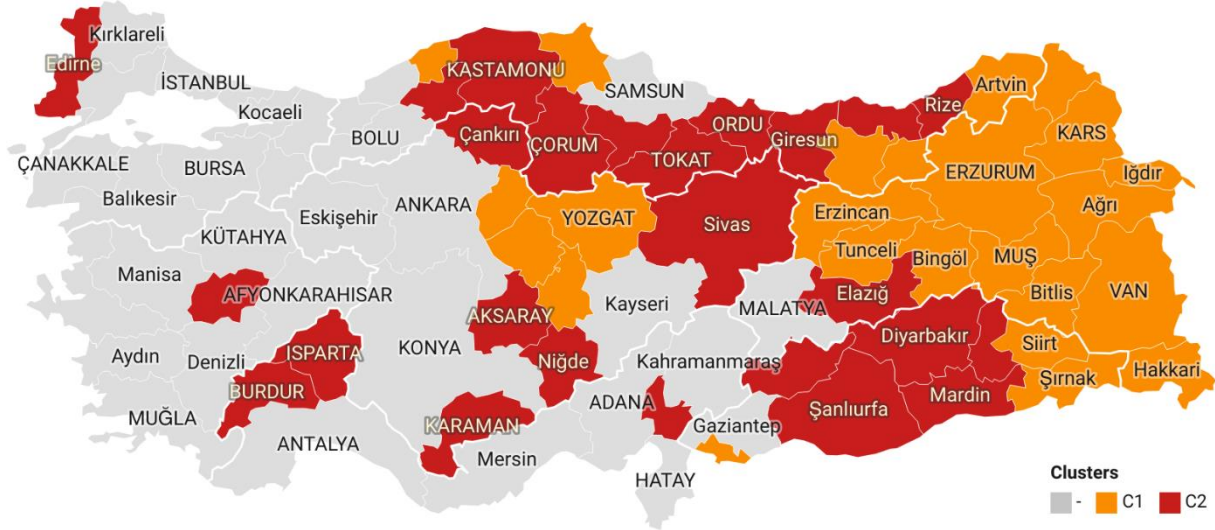 Kırklareli
Edirne
İSTANBUL
Kocaeli
KASTAMONU
SAMSUN
Artvin
Rize
KARS
BOLU
Çankırı
ÇORUM
ORDU
Giresun
TOKAT
ÇANAKKALE
BURSA
ERZURUM
Iğdır
Balıkesir
Eskişehir
ANKARA
YOZGAT
Sivas
Erzincan
Ağrı
KÜTAHYA
Tunceli
Bingöl
MUŞ
Manisa
AFYONKARAHISAR
Kayseri
MALATYA
Elazığ
Bitlis
VAN
AKSARAY
Diyarbakır
Aydın
Denizli
ISPARTA
KONYA
Niğde
Kahramanmaraş
Siirt
Şırnak
Hakkari
BURDUR
Mardin
MUĞLA
ADANA
Şanlıurfa
KARAMAN
Gaziantep
ANTALYA
Mersin
HATAY
Clusters
- C1 C2